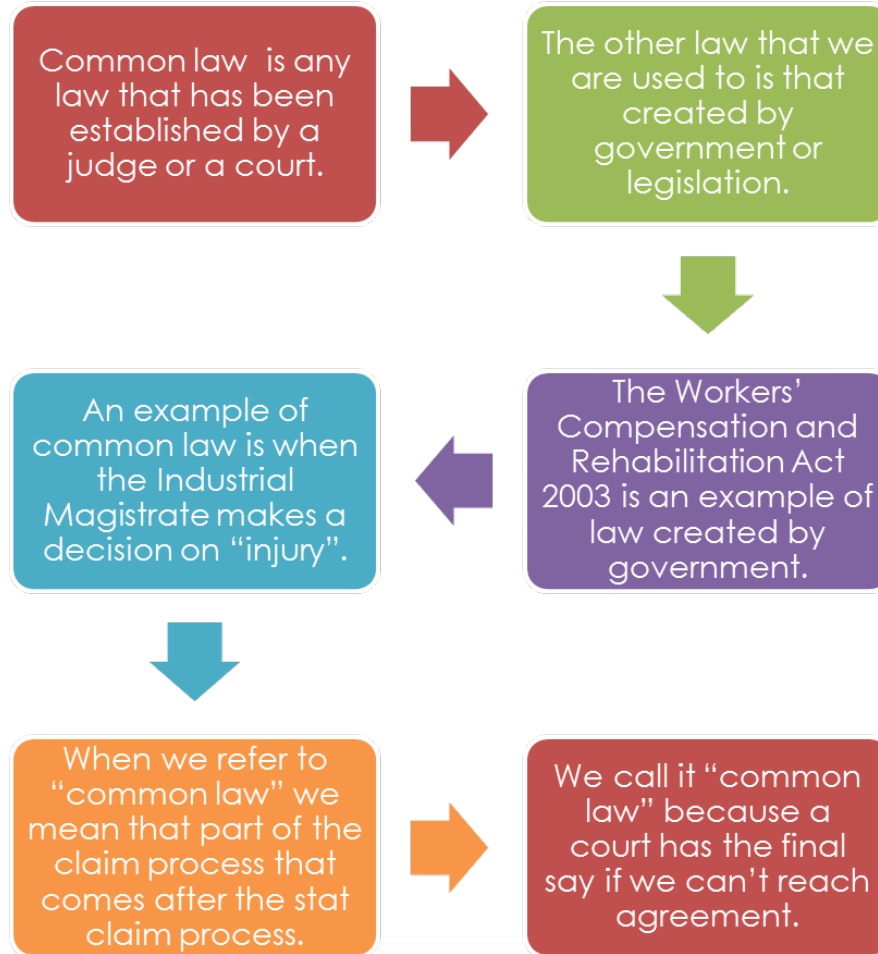 Common law is any
law that has been
established by a
judge or a court.
The other law that we
are used to is that
created by
government or
legislation.
The Workers’
Compensation and
Rehabilitation Act
2003 is an example of
law created by
government.
An example of
common law is when
the Industrial
Magistrate makes a
decision on “injury”.
When we refer to
“common law” we
mean that part of the
claim process that
comes after the stat
claim process.
We call it “common
law” because a
court has the final
say if we can’t reach
agreement.